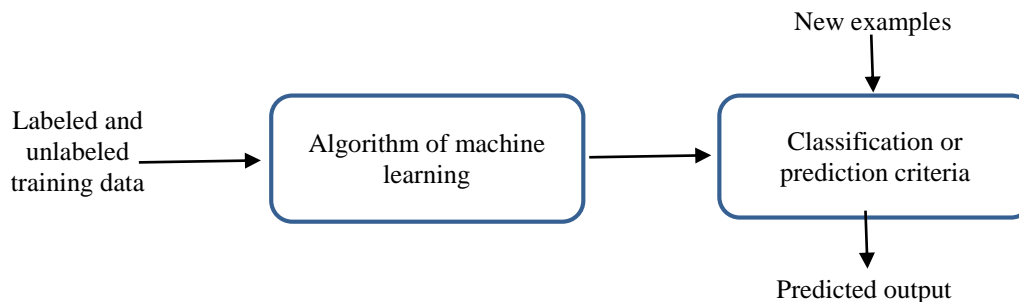 New examples
Labeled and
unlabeled
training data
Algorithm of machine
learning
Classification or
prediction criteria
Predicted output